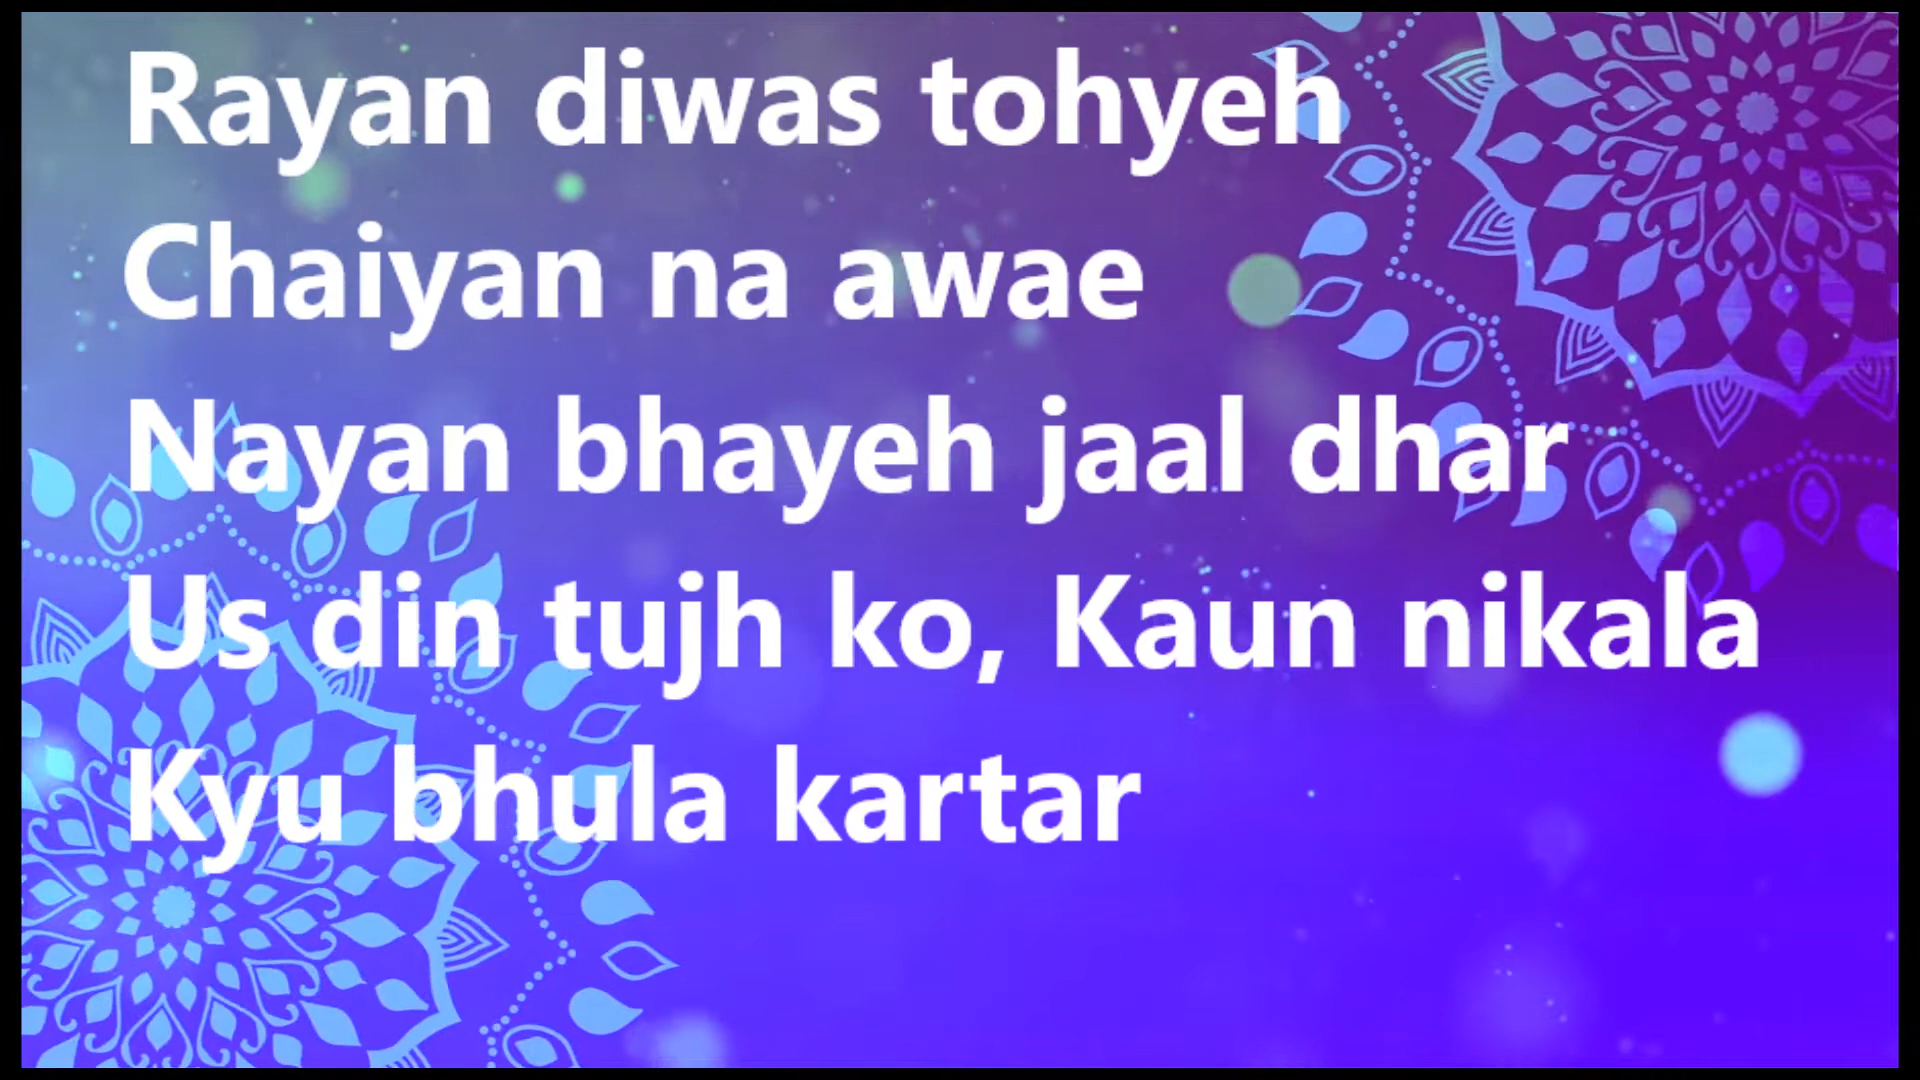 Rayan diwas tohyeh
Chaiyan na awae
Nayan bhayeh jaal dhar
Us din tujh ko, Kaun nikala
Kyu bhula kartar